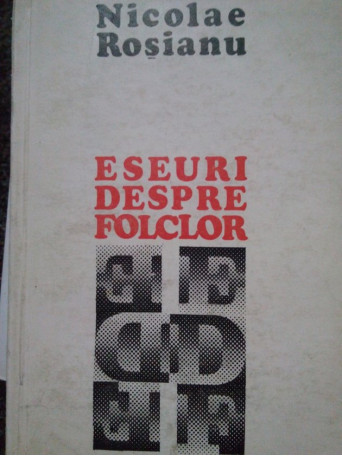 Nicolae
Roșianu
ESEURI
DESPRE
FOLCLOR